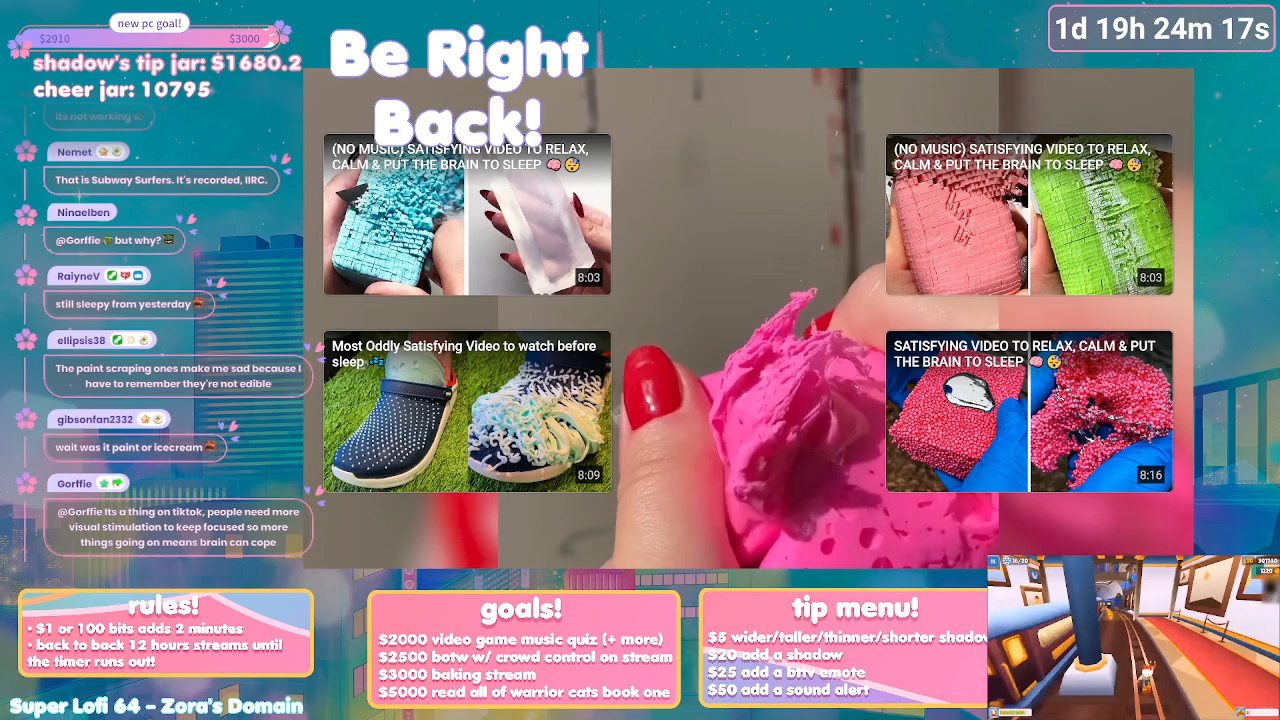 new pc goal!
$2910
$3000
shadow's tip jar: $1680.2
cheer jar: 10795
its not working
Nemet
That is Subway Surfers. It's recorded, IIRC.
Ninaelben
@Gorffie but why?
RaiyneV
still sleepy from yesterday
ellipsis38
The paint scraping ones make me sad because I
have to remember they're not edible
gibsonfan2332
wait was it paint or icecream
Gorffie
@Gorffie Its a thing on tiktok, people need more
visual stimulation to keep focused so more
things going on means brain can cope
Be Right
Back!
1d 19h 24m 17s
(NO MUSIC) SATISFYING VIDEO TO RELAX,
CALM & PUT THE BRAIN TO SLEEP 🧠😴
8:03
(NO MUSIC) SATISFYING VIDEO TO RELAX,
CALM & PUT THE BRAIN TO SLEEP 🧠😴
8:03
Most Oddly Satisfying Video to watch before
sleep 💤
8:09
SATISFYING VIDEO TO RELAX, CALM & PUT
THE BRAIN TO SLEEP 🧠😴
8:16
rules!
• $1 or 100 bits adds 2 minutes
• back to back 12 hours streams until
the timer runs out!
goals!
$2000 video game music quiz (+ more)
$2500 botw w/ crowd control on stream
$3000 baking stream
$5000 read all of warrior cats book one
tip menu!
$5 wider/taller/thinner/shorter shadow
$20 add a shadow
$25 add a bttv emote
$50 add a sound alert
Super Lofi 64 - Zora's Domain
16/20
1220